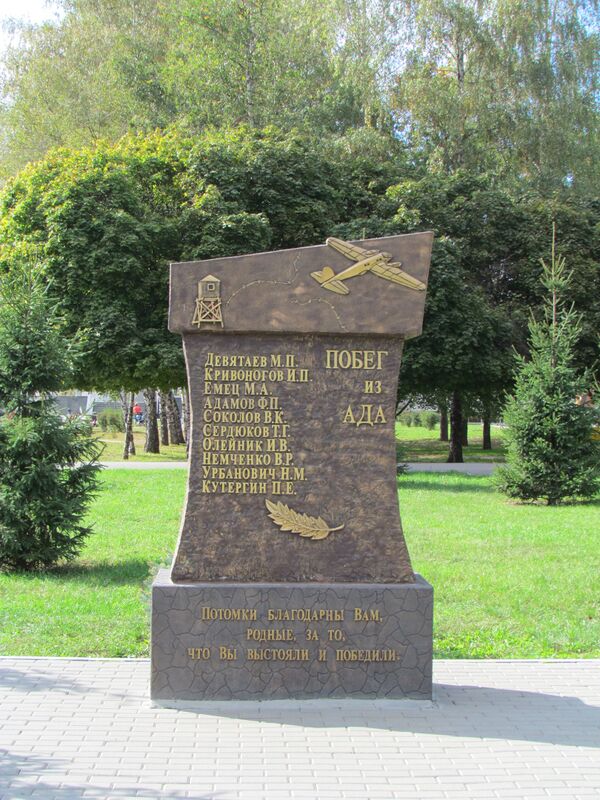 ПОБЕГ
ИЗ
АДА
ДЕВЯТАЕВ М.П.
КРИВОНОГОВ И.П.
ЕМЕЦ М.А.
АДАМОВ Ф.П.
СОКОЛОВ В.К.
СЕРДЮКОВ Т.Г.
ОЛЕЙНИК И.В.
НЕМЧЕНКО В.Р.
УРБАНОВИЧ Н.М.
КУТЕРГИН П.Е.
ПОТОМКИ БЛАГОДАРНЫ ВАМ,
РОДНЫЕ, ЗА ТО,
ЧТО ВЫ ВЫСТОЯЛИ И ПОБЕДИЛИ.